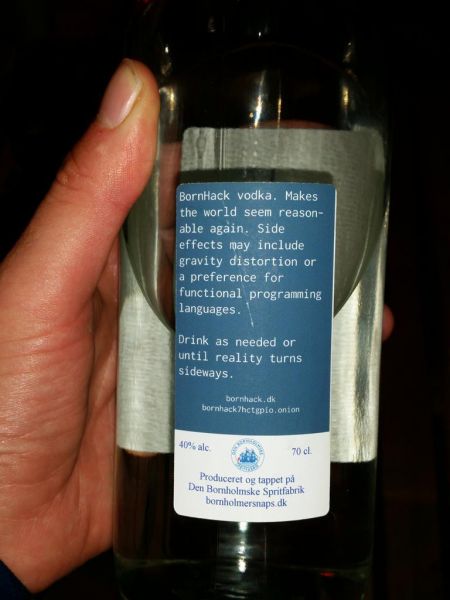 BornHack vodka. Makes
the world seem reason-
able again. Side
effects may include
gravity distortion or
a preference for
functional programming
languages.
Drink as needed or
until reality turns
sideways.
bornhack.dk
bornhack7hctgpio.onion
40% alc.
70 cl.
Produceret og tappet på
Den Bornholmske Spritfabrik
bornholmersnaps.dk